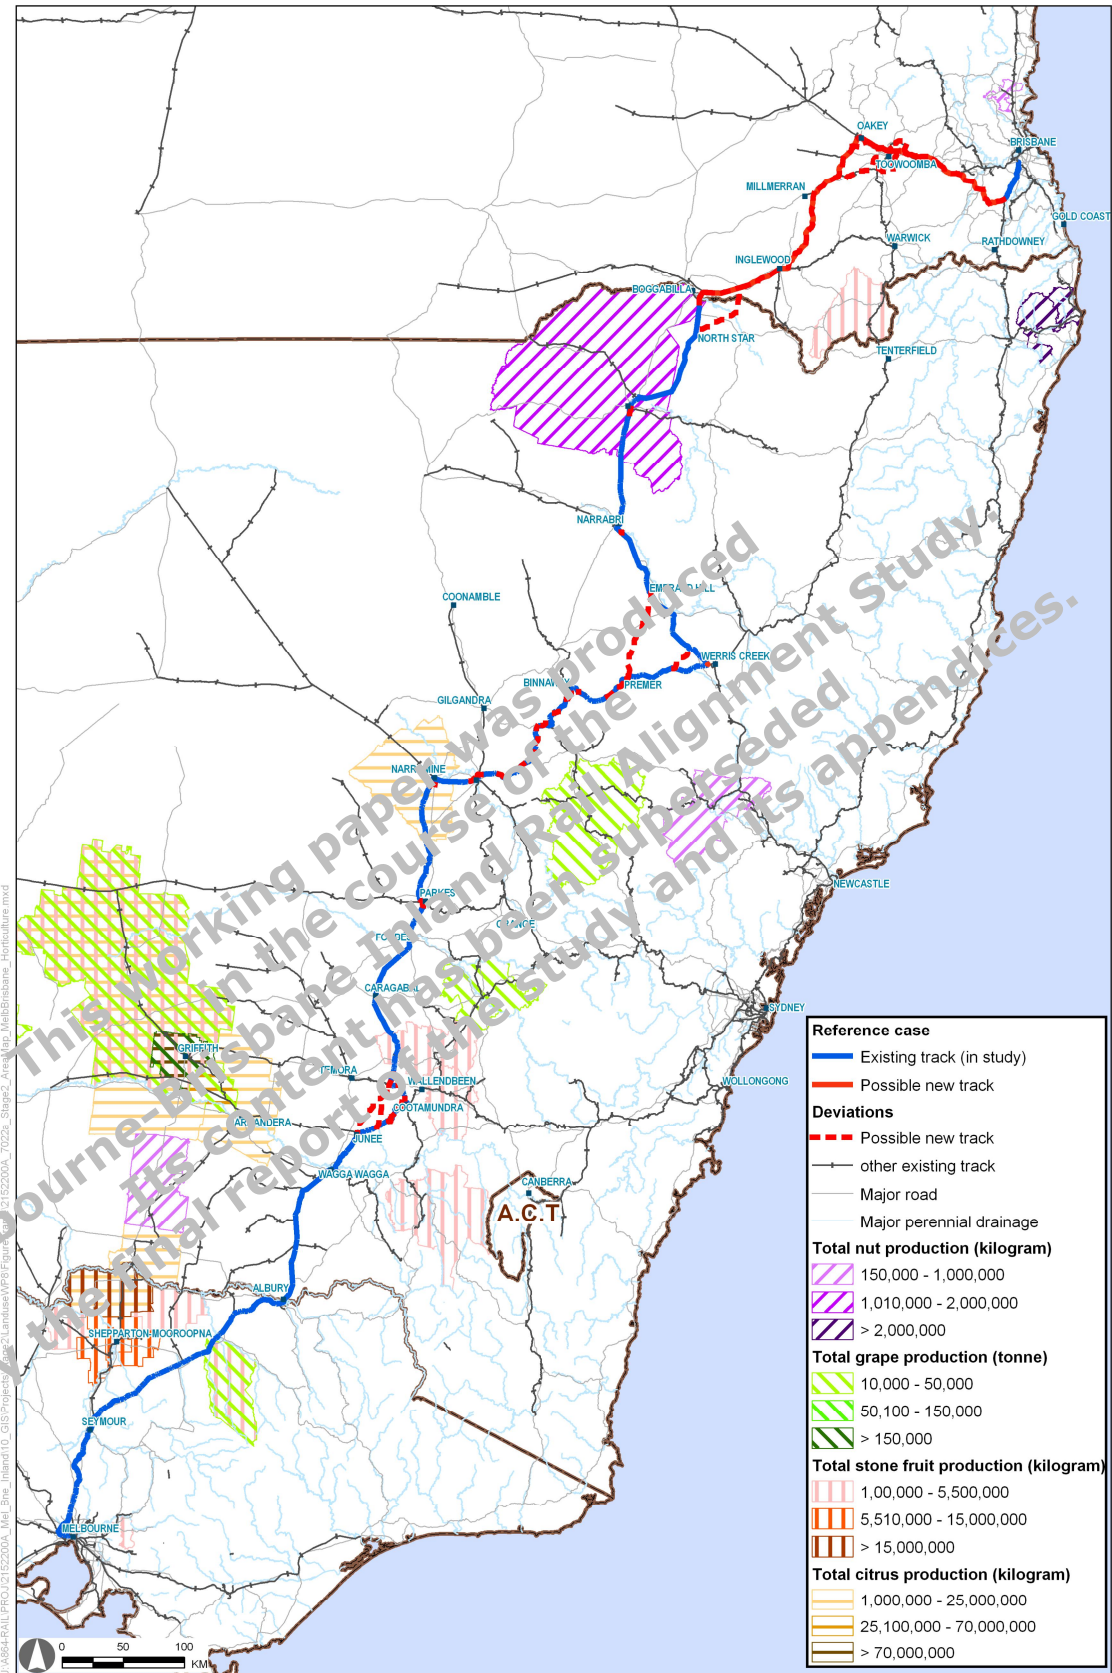 OAKEY
BRISBANE
TOOWOOMBA
MILLMERRAN
GOLD COAST
WARWICK
RATHDOWNEY
INGLEWOOD
BOGGABILLA
NORTH STAR
TENTERFIELD
NARRABRI
EMERALD HILL
COONAMBLE
WERRIS CREEK
BINNAWAY
PREMER
GILGANDRA
NARROMINE
NEWCASTLE
PARKES
ORANGE
FORBES
CARAGABAL
SYDNEY
GRIFFITH
TEMORA
WALLENDBEEN
WOLLONGONG
COOTAMUNDRA
NARRANDERA
JUNEE
WAGGA WAGGA
CANBERRA
A.C.T
ALBURY
SHEPPARTON-MOOROOPNA
SEYMOUR
MELBOURNE
This working paper was produced
ourne-Brisbane Inland Rail Alignment Study.
in the course of the
Its content has been superseded
y the final report of the study and its appendices.
Reference case
Existing track (in study)
Possible new track
Deviations
Possible new track
other existing track
Major road
Major perennial drainage
Total nut production (kilogram)
150,000 - 1,000,000
1,010,000 - 2,000,000
> 2,000,000
Total grape production (tonne)
10,000 - 50,000
50,100 - 150,000
> 150,000
Total stone fruit production (kilogram)
1,00,000 - 5,500,000
5,510,000 - 15,000,000
> 15,000,000
Total citrus production (kilogram)
1,000,000 - 25,000,000
25,100,000 - 70,000,000
> 70,000,000
0 50 100
KM